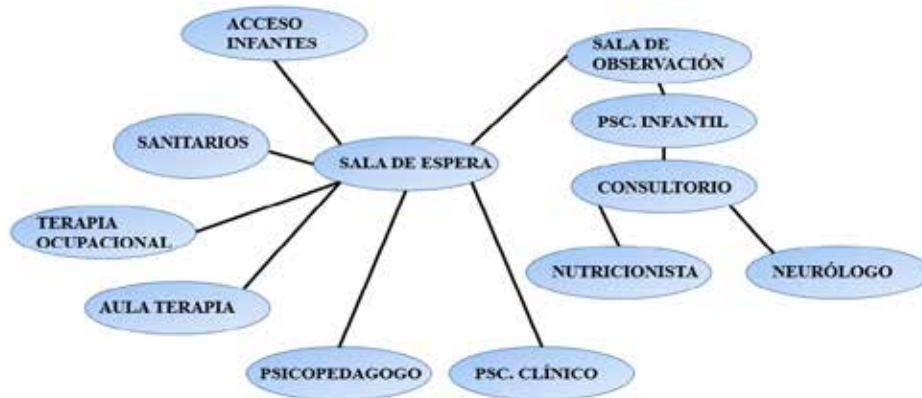 ACCESO
INFANTES
SALA DE
OBSERVACIÓN
PSC. INFANTIL
SANITARIOS
SALA DE ESPERA
CONSULTORIO
TERAPIA
OCUPACIONAL
NUTRICIONISTA
NEURÓLOGO
AULA TERAPIA
PSICOPEDAGOGO
PSC. CLÍNICO